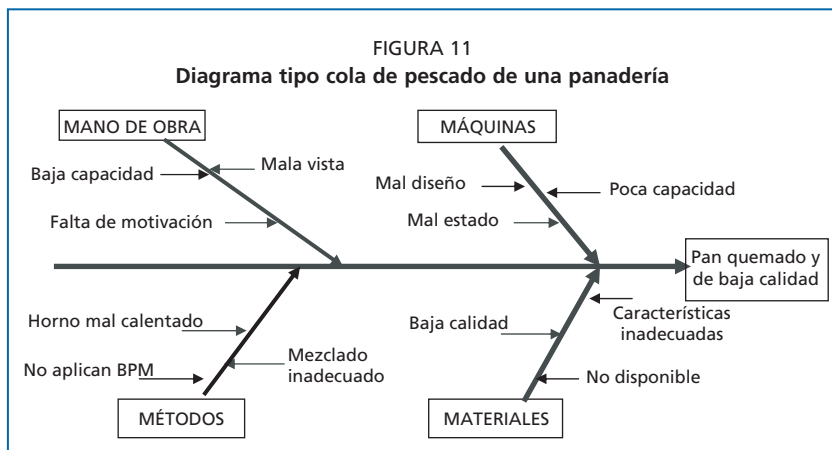 FIGURA 11
Diagrama tipo cola de pescado de una panadería
MANO DE OBRA
MÁQUINAS
Baja capacidad
Mala vista
Falta de motivación
Mal diseño
Poca capacidad
Mal estado
Pan quemado y
de baja calidad
Horno mal calentado
No aplican BPM
Mezclado
inadecuado
Baja calidad
Características
inadecuadas
No disponible
MÉTODOS
MATERIALES